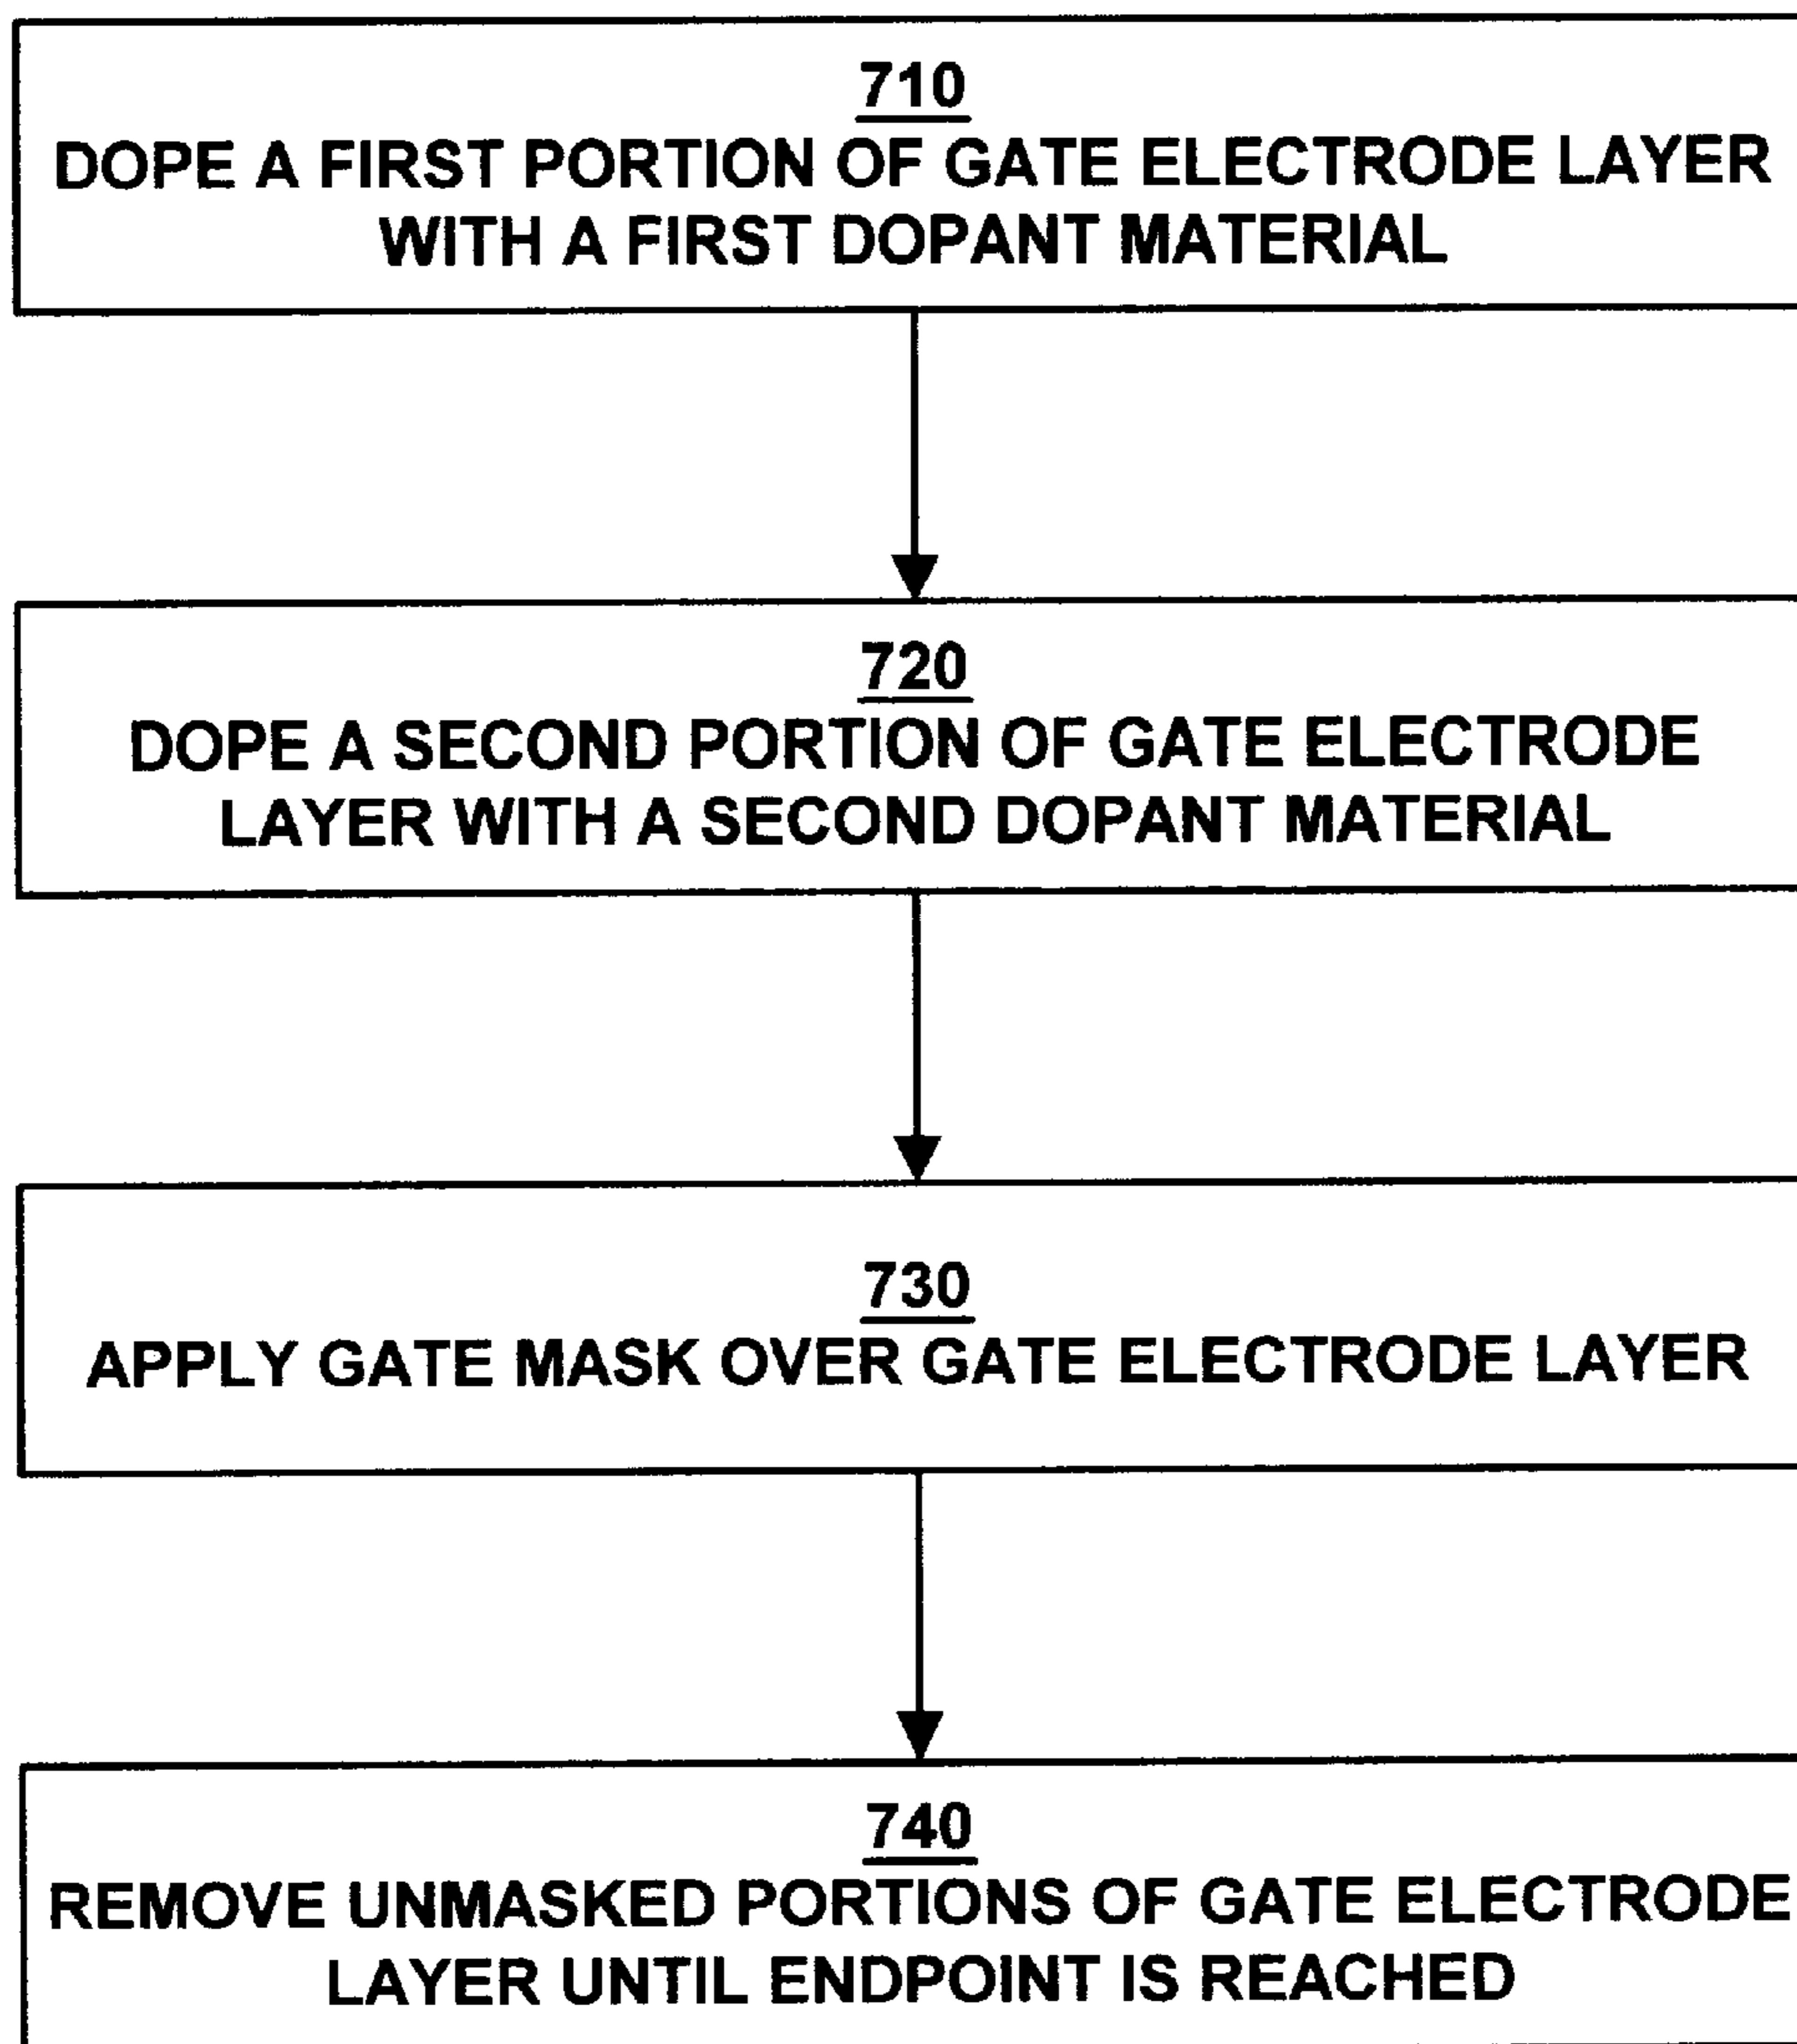 710
DOPE A FIRST PORTION OF GATE ELECTRODE LAYER
WITH A FIRST DOPANT MATERIAL
720
DOPE A SECOND PORTION OF GATE ELECTRODE
LAYER WITH A SECOND DOPANT MATERIAL
730
APPLY GATE MASK OVER GATE ELECTRODE LAYER
740
REMOVE UNMASKED PORTIONS OF GATE ELECTRODE
LAYER UNTIL ENDPOINT IS REACHED